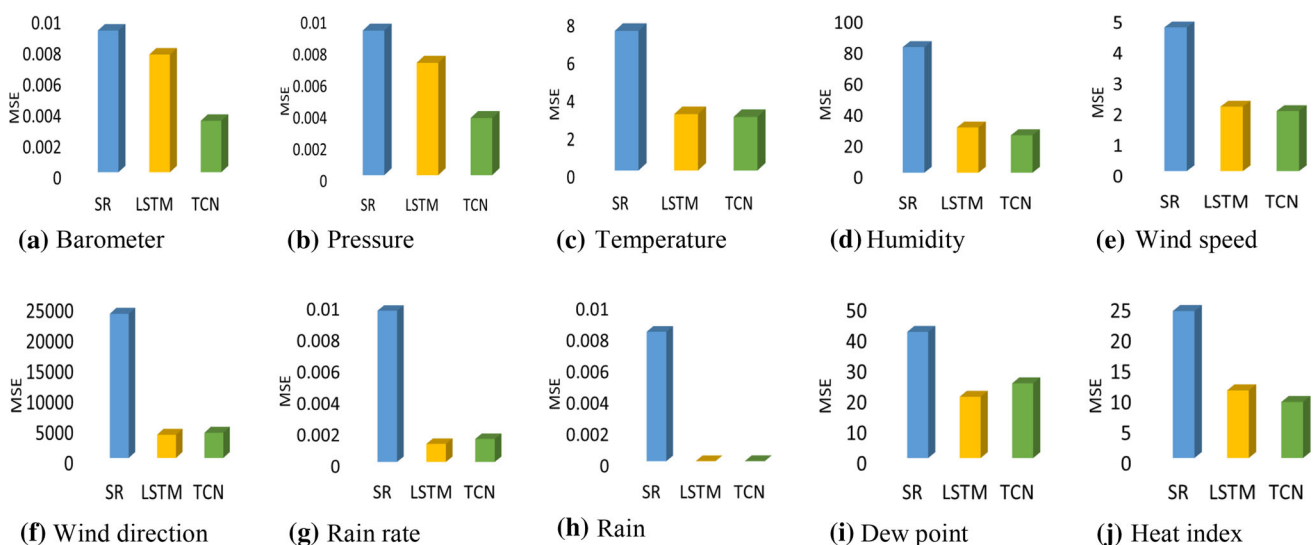 MSE
0.01
0.008
0.006
0.004
0.002
0
SR LSTM TCN
(a) Barometer
MSE
0.01
0.008
0.006
0.004
0.002
0
SR LSTM TCN
(b) Pressure
MSE
8
6
4
2
0
SR LSTM TCN
(c) Temperature
MSE
100
80
60
40
20
0
SR LSTM TCN
(d) Humidity
MSE
5
4
3
2
1
0
SR LSTM TCN
(e) Wind speed
MSE
25000
20000
15000
10000
5000
0
SR LSTM TCN
(f) Wind direction
MSE
0.01
0.008
0.006
0.004
0.002
0
SR LSTM TCN
(g) Rain rate
MSE
0.01
0.008
0.006
0.004
0.002
0
SR LSTM TCN
(h) Rain
MSE
50
40
30
20
10
0
SR LSTM TCN
(i) Dew point
MSE
25
20
15
10
5
0
SR LSTM TCN
(j) Heat index